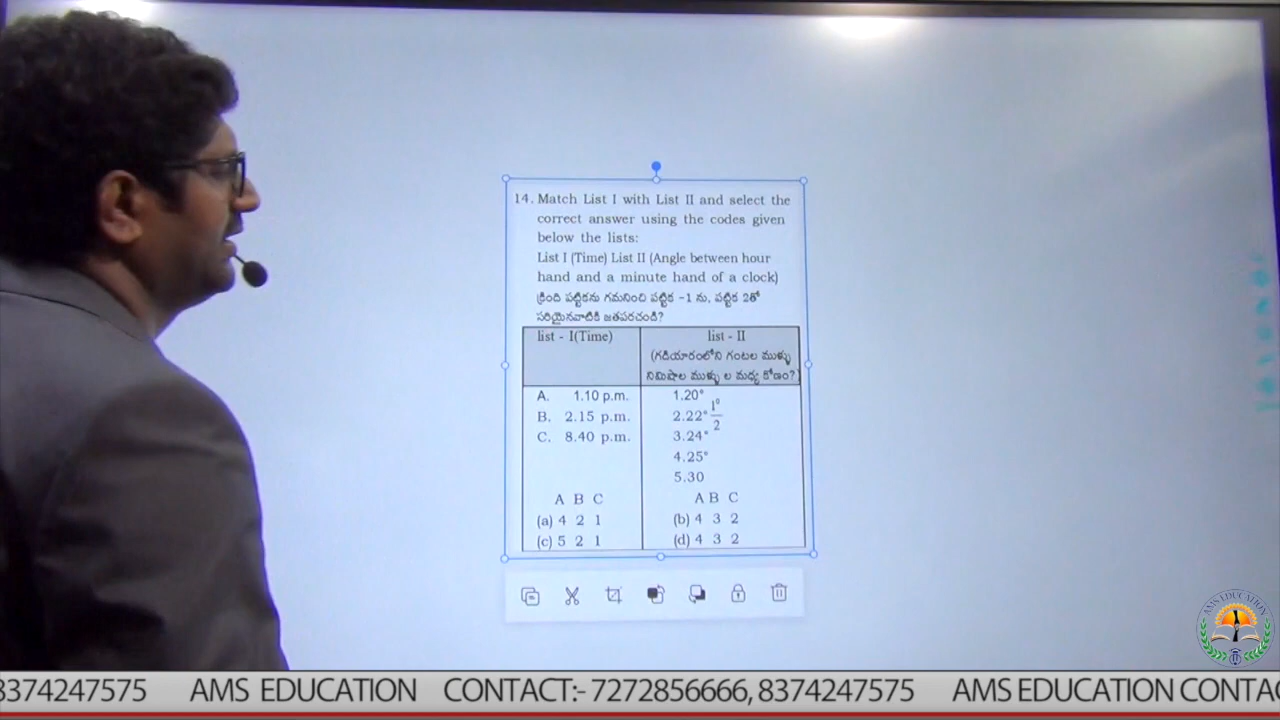 14. Match List I with List II and select the
correct answer using the codes given
below the lists:
List I (Time) List II (Angle between hour
hand and a minute hand of a clock)
క్రింది పట్టికను గమనించి పట్టిక -1 ను, పట్టిక 2తో
సరియైనవాటికి జతపరచండి?
list - I(Time) list - II
(గడియారంలోని గంటల ముళ్ళు
నిమిషాల ముళ్ళు ల మధ్య కోణం?)
A. 1.10 p.m. 1.20°
B. 2.15 p.m. 2.22° 1°/2
C. 8.40 p.m. 3.24°
4.25°
5.30
A B C A B C
(a) 4 2 1 (b) 4 3 2
(c) 5 2 1 (d) 4 3 2
AMS EDUCATION
8374247575 AMS EDUCATION CONTACT:- 7272856666, 8374247575 AMS EDUCATION CONTAC